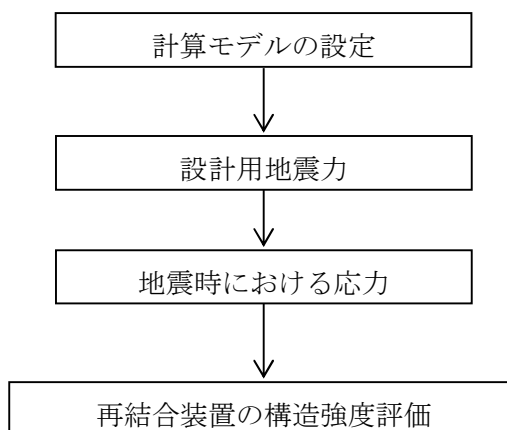 計算モデルの設定
設計用地震力
地震時における応力
再結合装置の構造強度評価